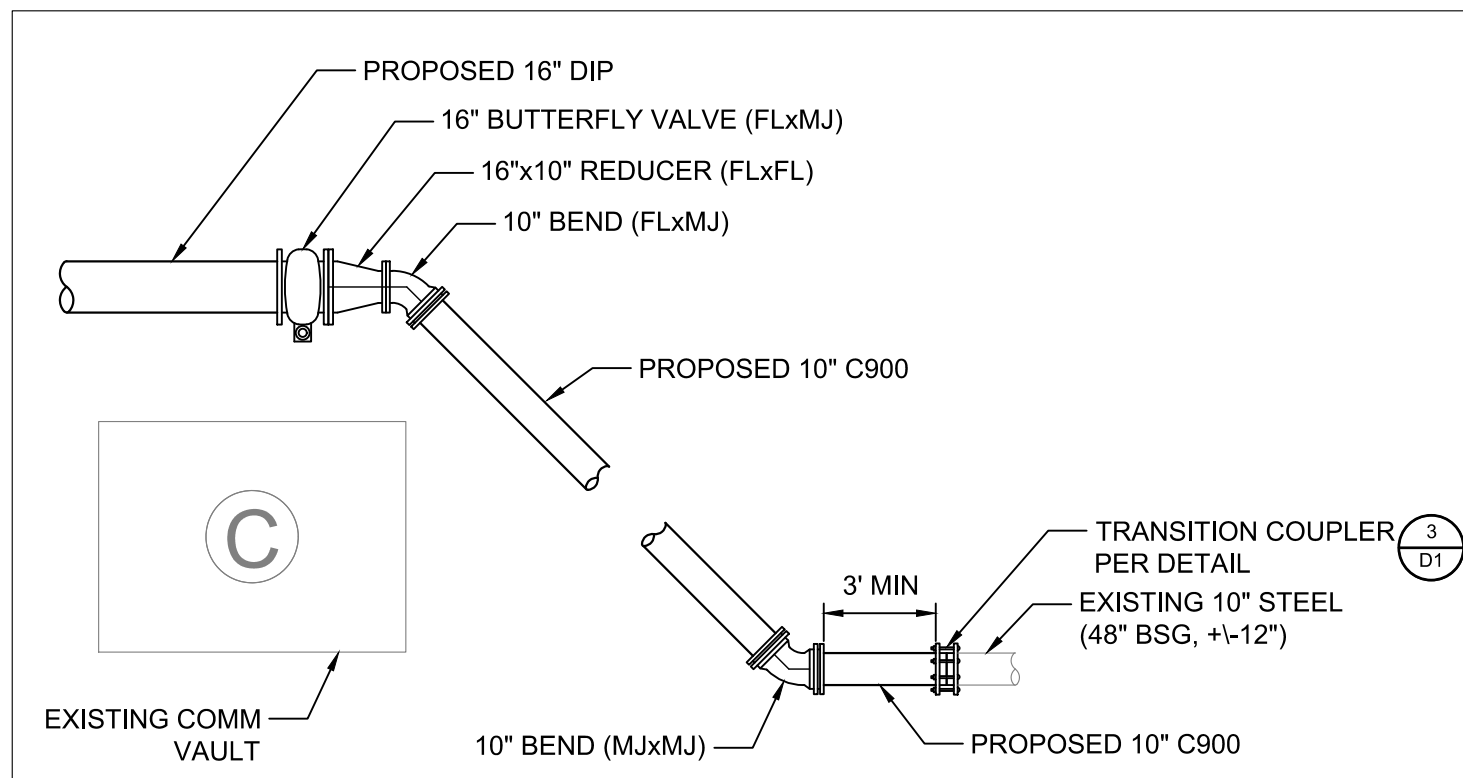 PROPOSED 16" DIP
16" BUTTERFLY VALVE (FLxMJ)
16"x10" REDUCER (FLxFL)
10" BEND (FLxMJ)
PROPOSED 10" C900
C
TRANSITION COUPLER
PER DETAIL
3
D1
3' MIN
EXISTING 10" STEEL
(48" BSG, +\-12")
EXISTING COMM
VAULT
10" BEND (MJxMJ)
PROPOSED 10" C900